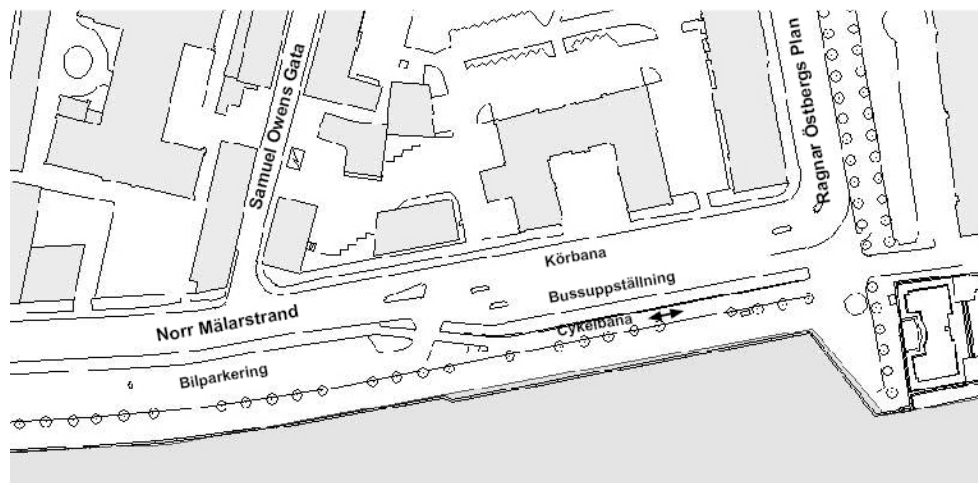 Samuel Owens Gata
Ragnar Östbergs Plan
Körbana
Bussuppställning
Norr Mälarstrand
Cykelbana
Bilparkering